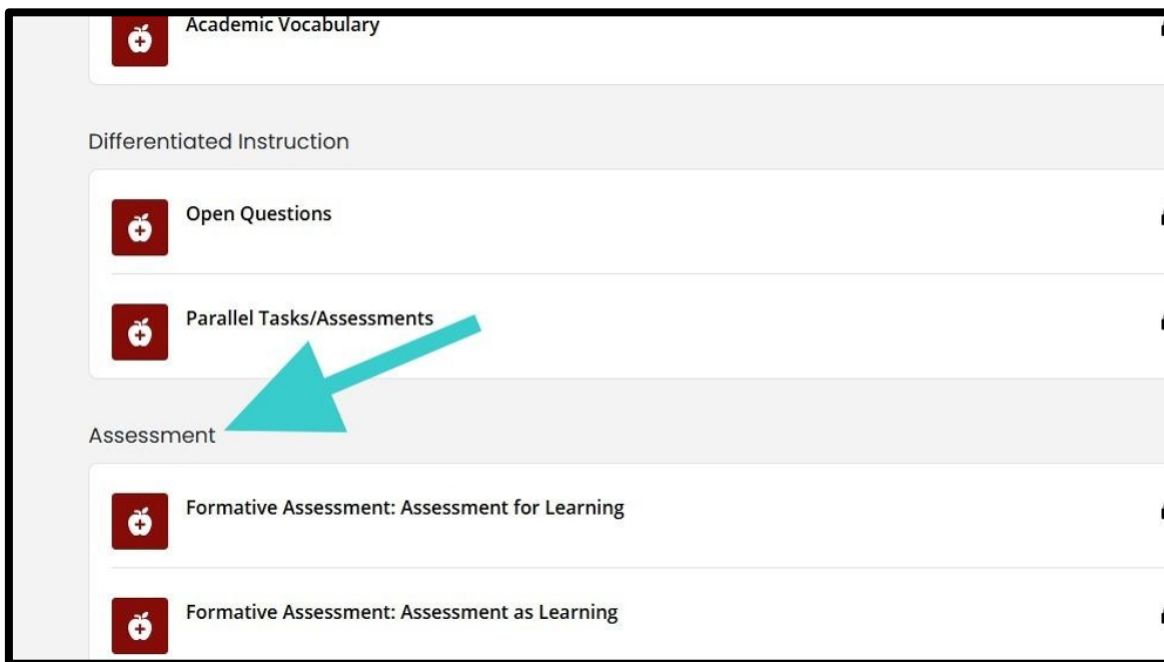 Academic Vocabulary
Differentiated Instruction
Open Questions
Parallel Tasks/Assessments
Assessment
Formative Assessment: Assessment for Learning
Formative Assessment: Assessment as Learning